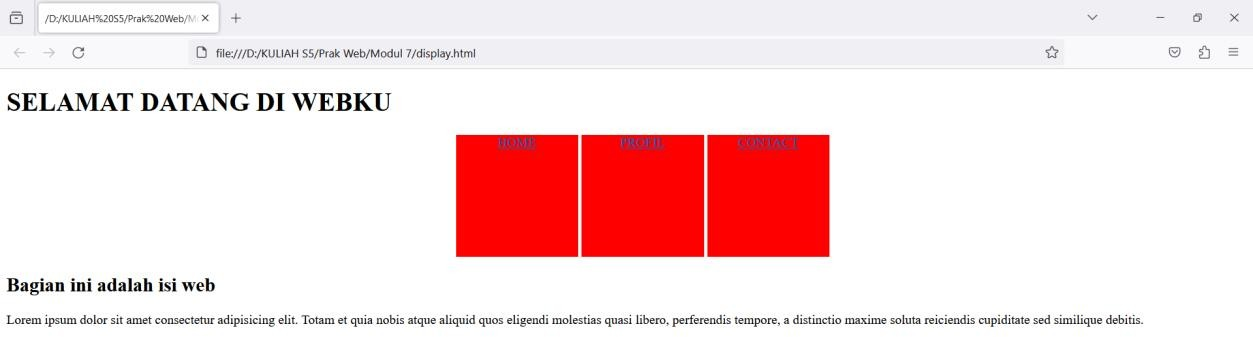 /D:/KULIAH%20S5/Prak%20Web/M
file:///D:/KULIAH S5/Prak Web/Modul 7/display.html
SELAMAT DATANG DI WEBKU
HOME PROFIL CONTACT
Bagian ini adalah isi web
Lorem ipsum dolor sit amet consectetur adipisicing elit. Totam et quia nobis atque aliquid quos eligendi molestias quasi libero, perferendis tempore, a distinctio maxime soluta reiciendis cupiditate sed similique debitis.